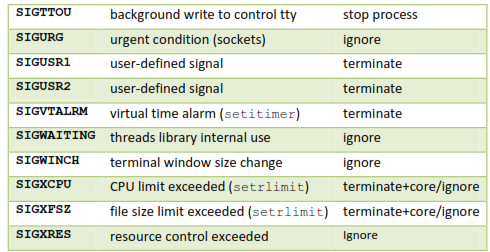 SIGTTOU background write to control tty stop process
SIGURG urgent condition (sockets) ignore
SIGUSR1 user-defined signal terminate
SIGUSR2 user-defined signal terminate
SIGVTALRM virtual time alarm (setitimer) terminate
SIGWAITING threads library internal use ignore
SIGWINCH terminal window size change ignore
SIGXCPU CPU limit exceeded (setrlimit) terminate+core/ignore
SIGXFSZ file size limit exceeded (setrlimit) terminate+core/ignore
SIGXRES resource control exceeded Ignore